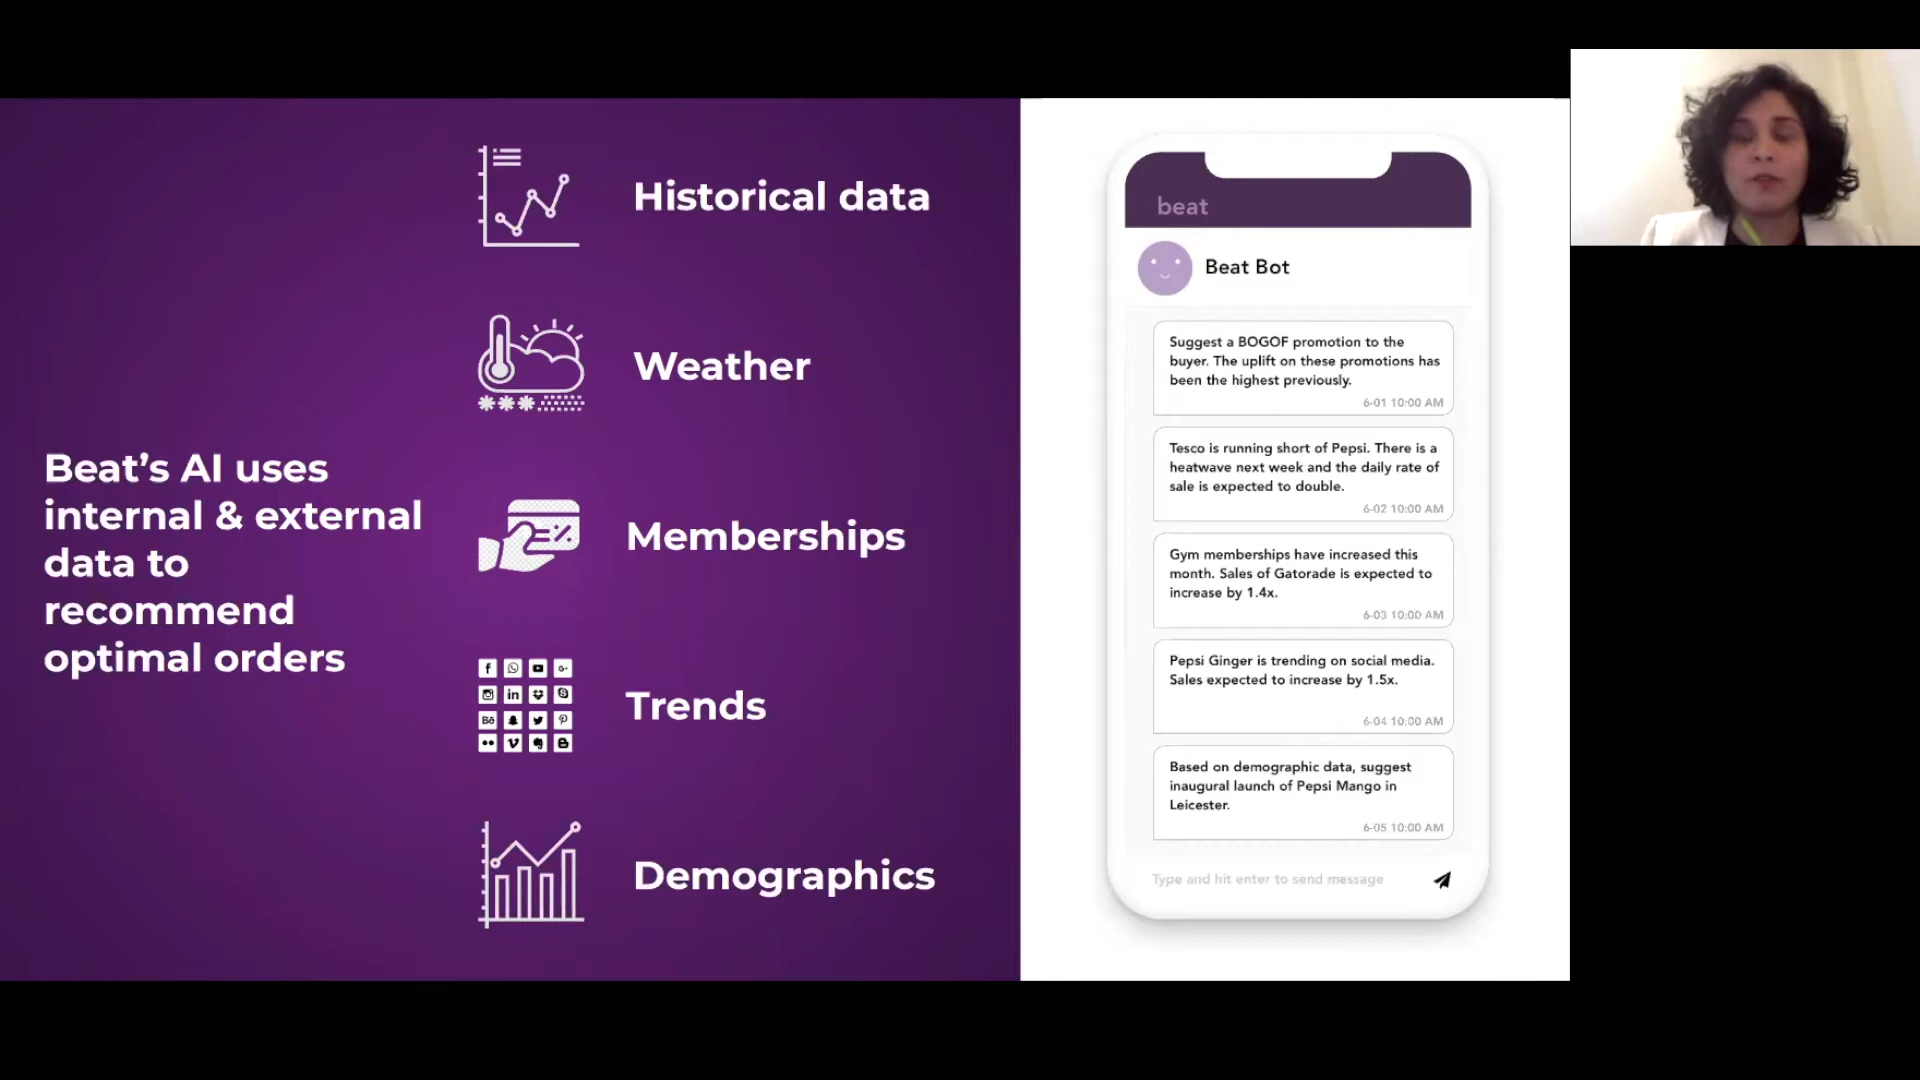 Beat’s AI uses
internal & external
data to
recommend
optimal orders
Historical data
Weather
Memberships
Trends
Demographics
beat
Beat Bot
Suggest a BOGOF promotion to the
buyer. The uplift on these promotions has
been the highest previously.
6-01 10:00 AM
Tesco is running short of Pepsi. There is a
heatwave next week and the daily rate of
sale is expected to double.
6-02 10:00 AM
Gym memberships have increased this
month. Sales of Gatorade is expected to
increase by 1.4x.
6-03 10:00 AM
Pepsi Ginger is trending on social media.
Sales expected to increase by 1.5x.
6-04 10:00 AM
Based on demographic data, suggest
inaugural launch of Pepsi Mango in
Leicester.
6-05 10:00 AM
Type and hit enter to send message